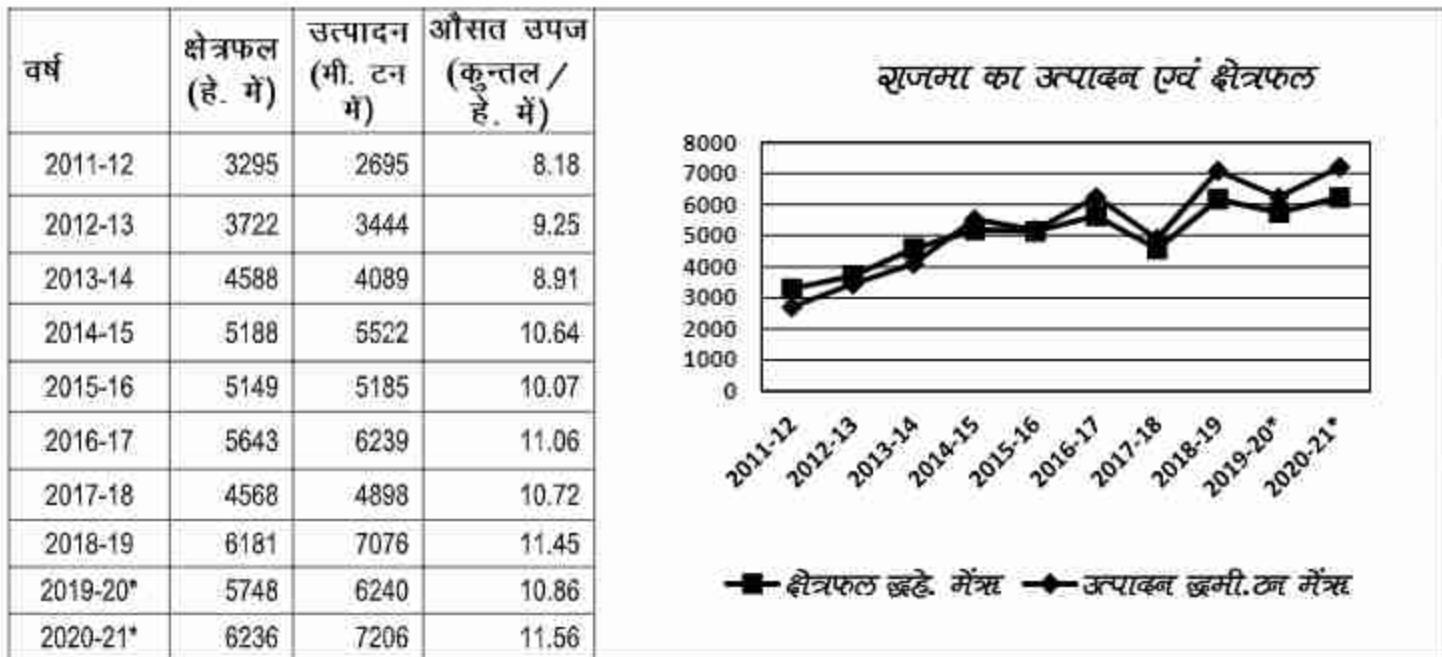 वर्ष
क्षेत्रफल
(हे. में)
उत्पादन
(मी. टन
में)
औसत उपज
(कुन्तल /
हे. में)
2011-12 3295 2695 8.18
2012-13 3722 3444 9.25
2013-14 4588 4089 8.91
2014-15 5188 5522 10.64
2015-16 5149 5185 10.07
2016-17 5643 6239 11.06
2017-18 4568 4898 10.72
2018-19 6181 7076 11.45
2019-20* 5748 6240 10.86
2020-21* 6236 7206 11.56
राजमा का उत्पादन एवं क्षेत्रफल
8000
7000
6000
5000
4000
3000
2000
1000
0
2011-12
2012-13
2013-14
2014-15
2015-16
2016-17
2017-18
2018-19
2019-20*
2020-21*
क्षेत्रफल द्धहे. मेंऋ उत्पादन द्धमी.टन मेंऋ